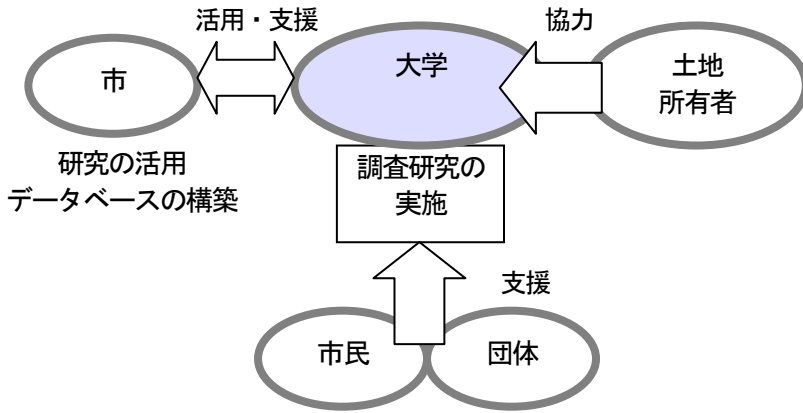 活用・支援
協力
市
大学
土地
所有者
研究の活用
データベースの構築
調査研究の
実施
支援
市民
団体